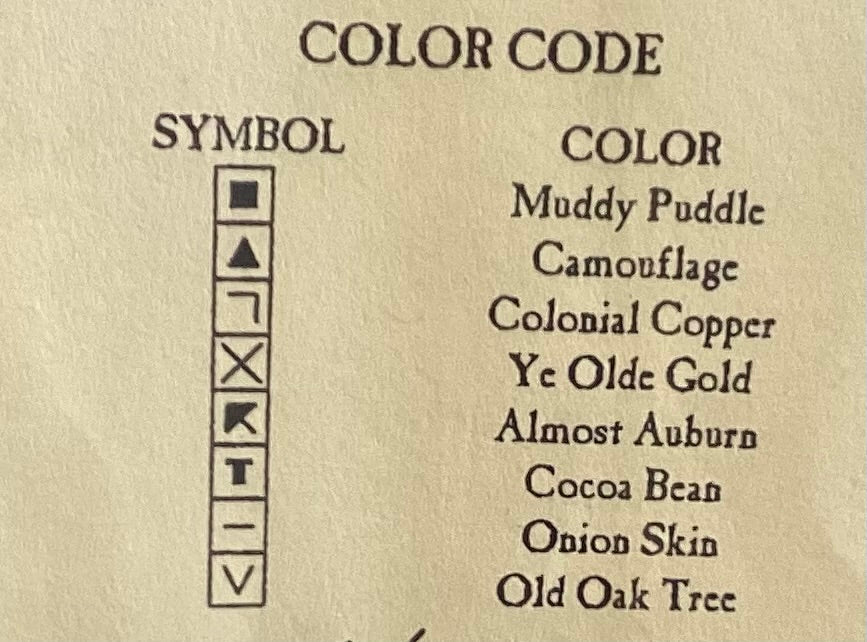 COLOR CODE
SYMBOL COLOR
■ Muddy Puddle
▲ Camouflage
ㄱ Colonial Copper
X Ye Olde Gold
◤ Almost Auburn
T Cocoa Bean
— Onion Skin
V Old Oak Tree